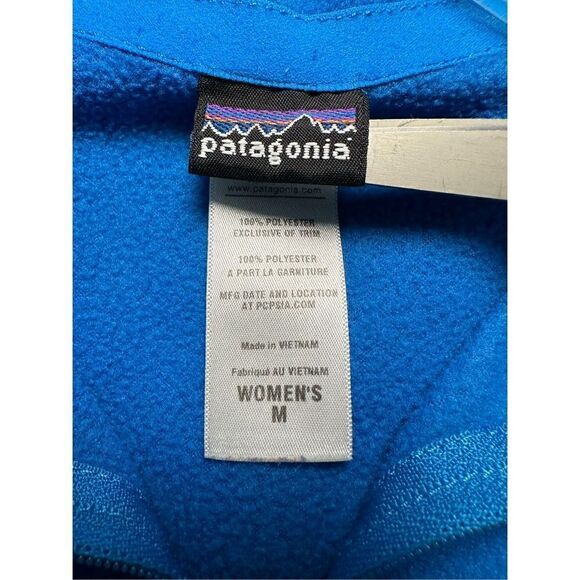 patagonia
www.patagonia.com
100% POLYESTER
EXCLUSIVE OF TRIM
100% POLYESTER
A PART LA GARNITURE
MFG DATE AND LOCATION
AT PCPSIA.COM
Made in VIETNAM
Fabriqué AU VIETNAM
WOMEN'S
M